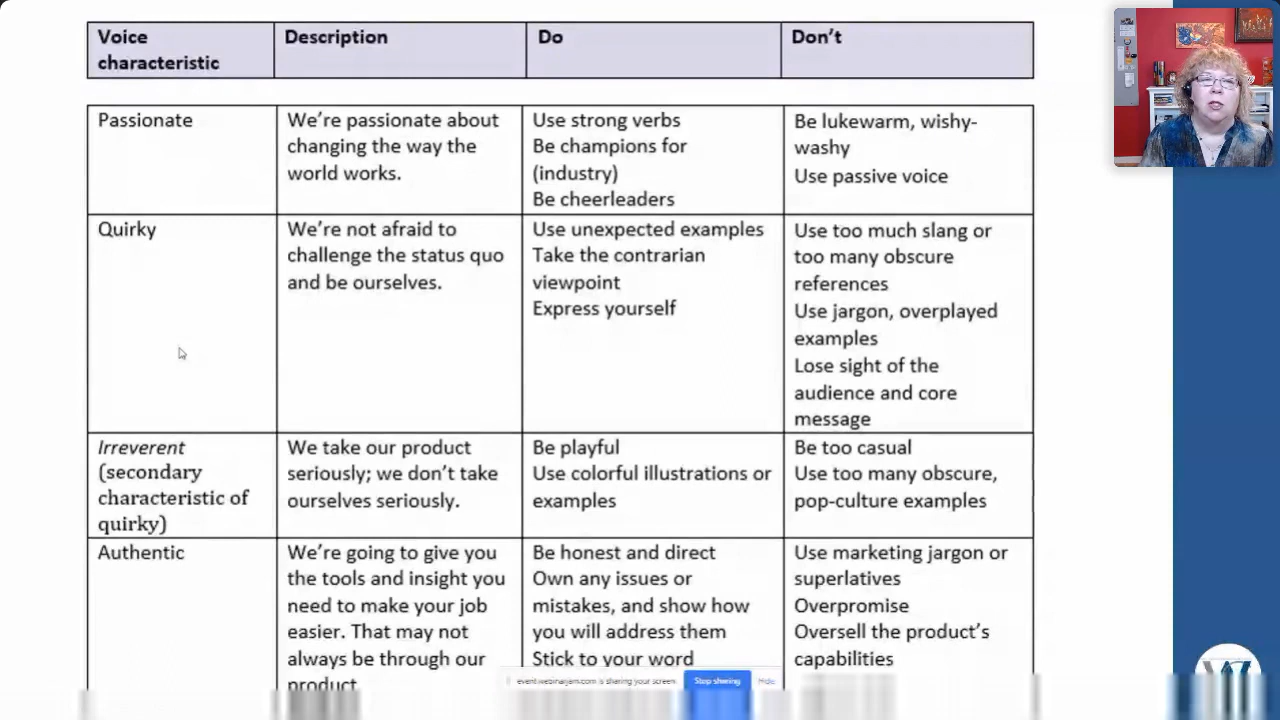 Voice characteristic
Description
Do
Don't
Passionate
We're passionate about
changing the way the
world works.
Use strong verbs
Be champions for
(industry)
Be cheerleaders
Be lukewarm, wishy-
washy
Use passive voice
Quirky
We're not afraid to
challenge the status quo
and be ourselves.
Use unexpected examples
Take the contrarian
viewpoint
Express yourself
Use too much slang or
too many obscure
references
Use jargon, overplayed
examples
Lose sight of the
audience and core
message
Irreverent
(secondary
characteristic of
quirky)
We take our product
seriously; we don't take
ourselves seriously.
Be playful
Use colorful illustrations or
examples
Be too casual
Use too many obscure,
pop-culture examples
Authentic
We're going to give you
the tools and insight you
need to make your job
easier. That may not
always be through our
product.
Be honest and direct
Own any issues or
mistakes, and show how
you will address them
Stick to your word
Use marketing jargon or
superlatives
Overpromise
Oversell the product's
capabilities
event.webinarjam.com is sharing your screen.
Stop sharing
Hide